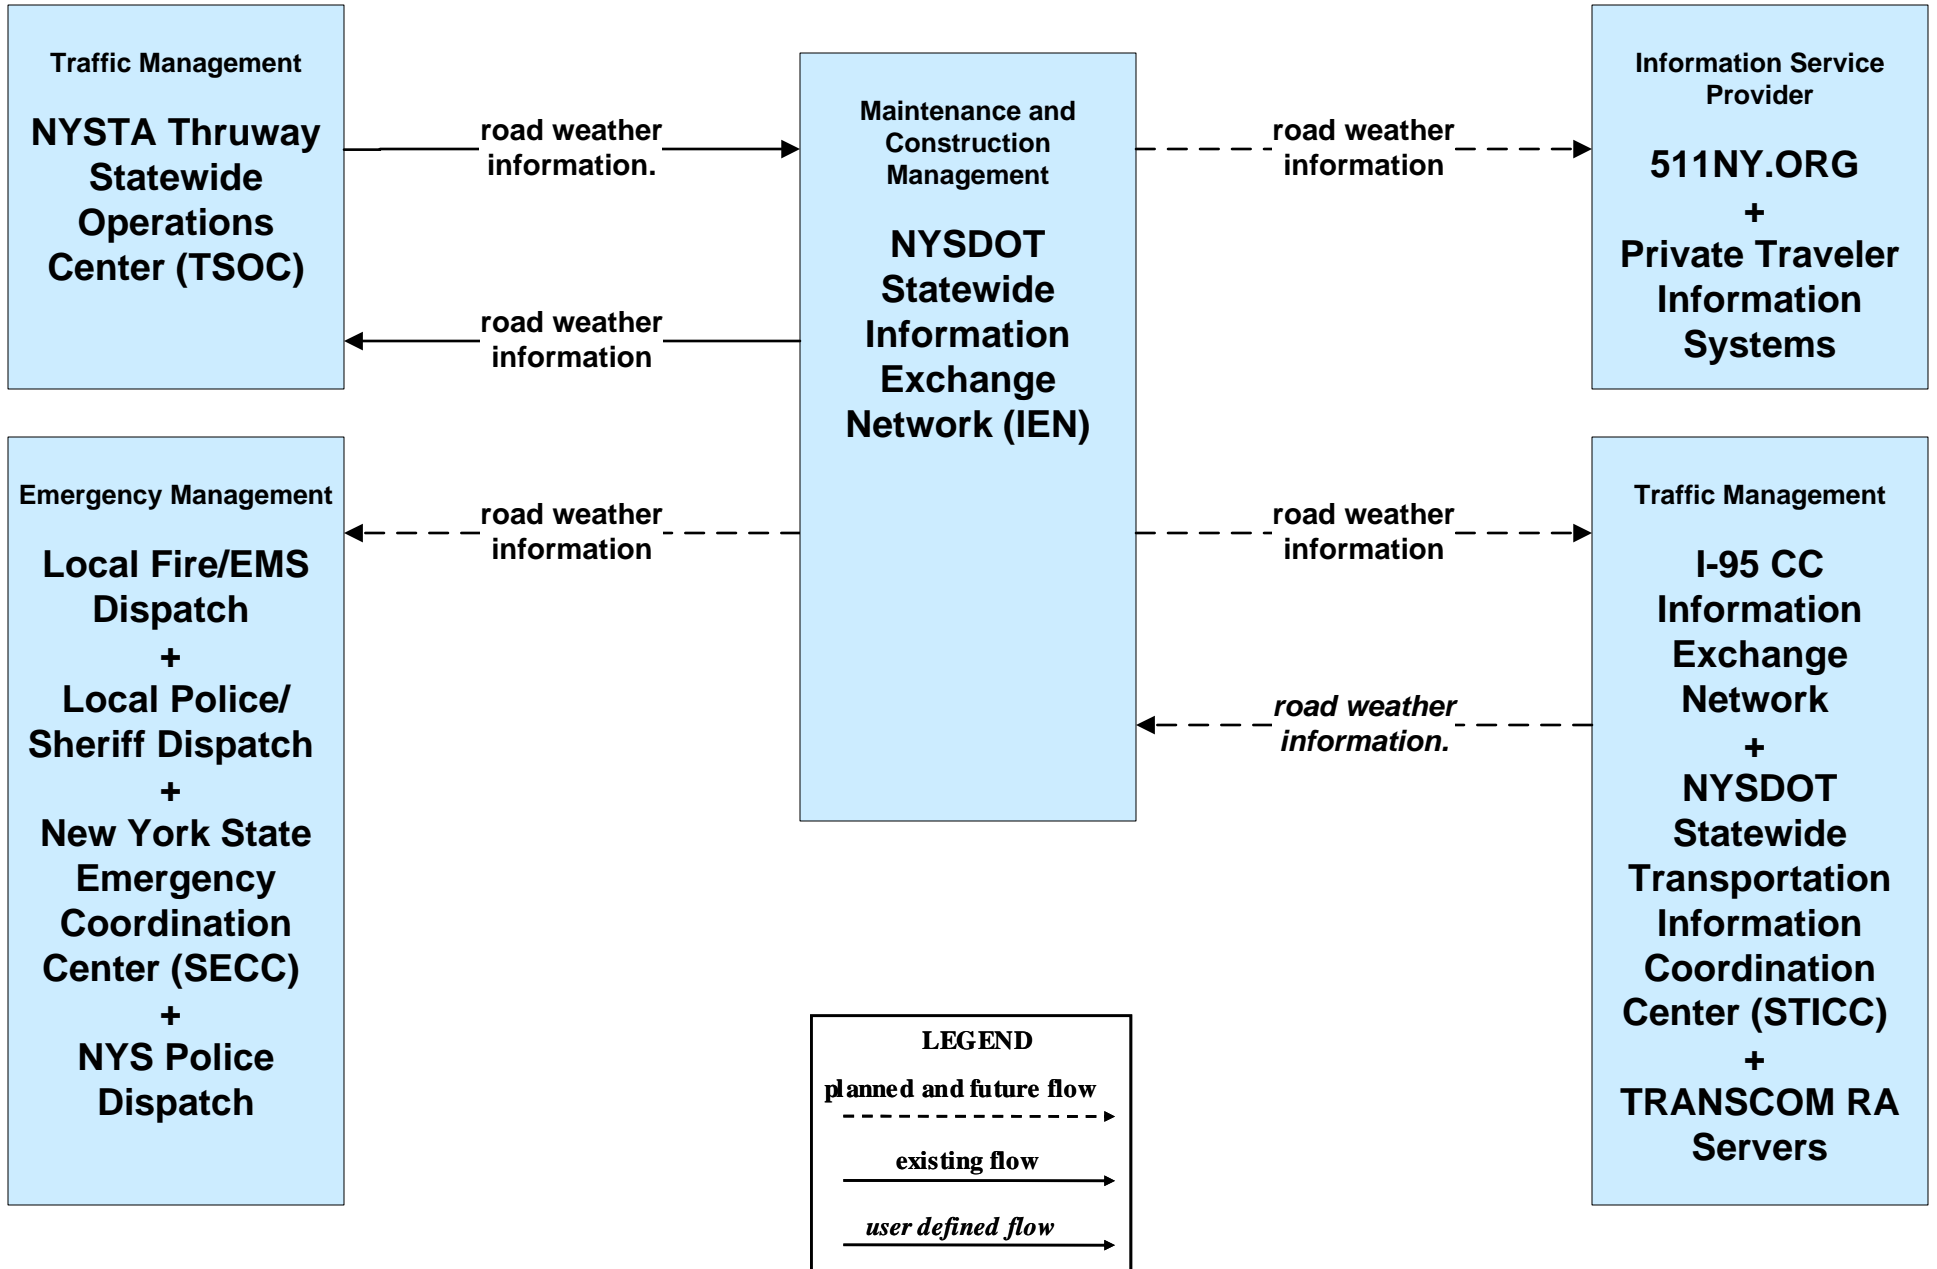 Traffic Management
NYSTA Thruway
Statewide
Operations
Center (TSOC)
road weather
information.
road weather
information
Maintenance and
Construction
Management
NYSDOT
Statewide
Information
Exchange
Network (IEN)
road weather
information
Information Service
Provider
511NY.ORG
+
Private Traveler
Information
Systems
Emergency Management
Local Fire/EMS
Dispatch
+
Local Police/
Sheriff Dispatch
+
New York State
Emergency
Coordination
Center (SECC)
+
NYS Police
Dispatch
road weather
information
road weather
information
road weather
information.
Traffic Management
I-95 CC
Information
Exchange
Network
+
NYSDOT
Statewide
Transportation
Information
Coordination
Center (STICC)
+
TRANSCOM RA
Servers
LEGEND
planned and future flow
existing flow
user defined flow